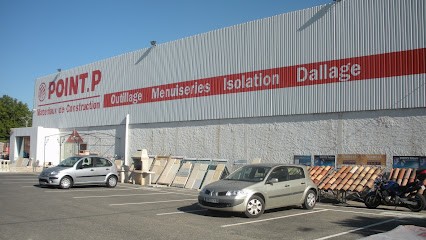 POINT.P
Matériaux de Construction
Outillage Menuiseries Isolation Dallage